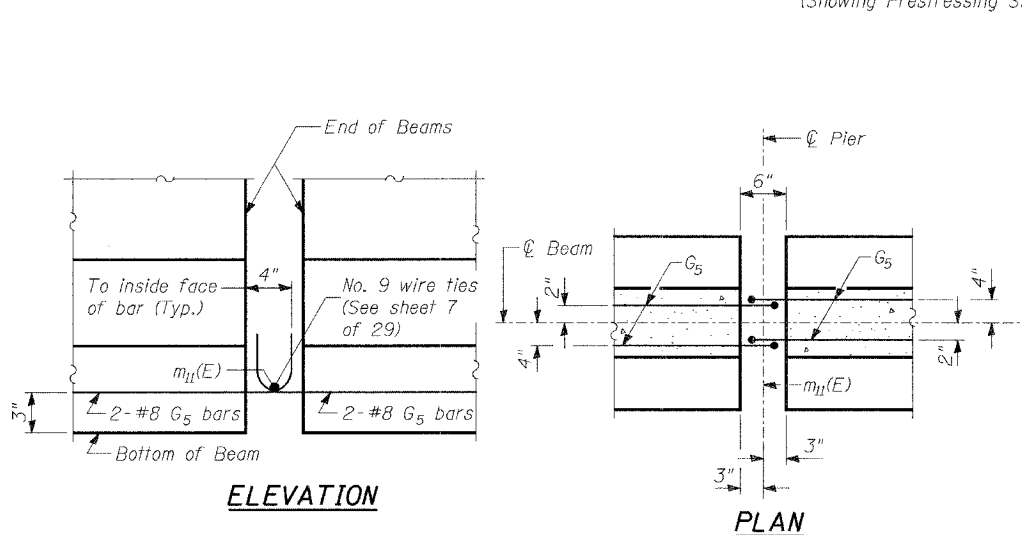 (Showing Prestressing S
End of Beams
℄ Pier
6"
℄ Beam
To inside face
of bar (Typ.)
4"
No. 9 wire ties
(See sheet 7
of 29)
G5
G5
2"
4"
4"
2"
m11(E)
m11(E)
3"
2-#8 G5 bars
2-#8 G5 bars
Bottom of Beam
3"
3"
ELEVATION
PLAN